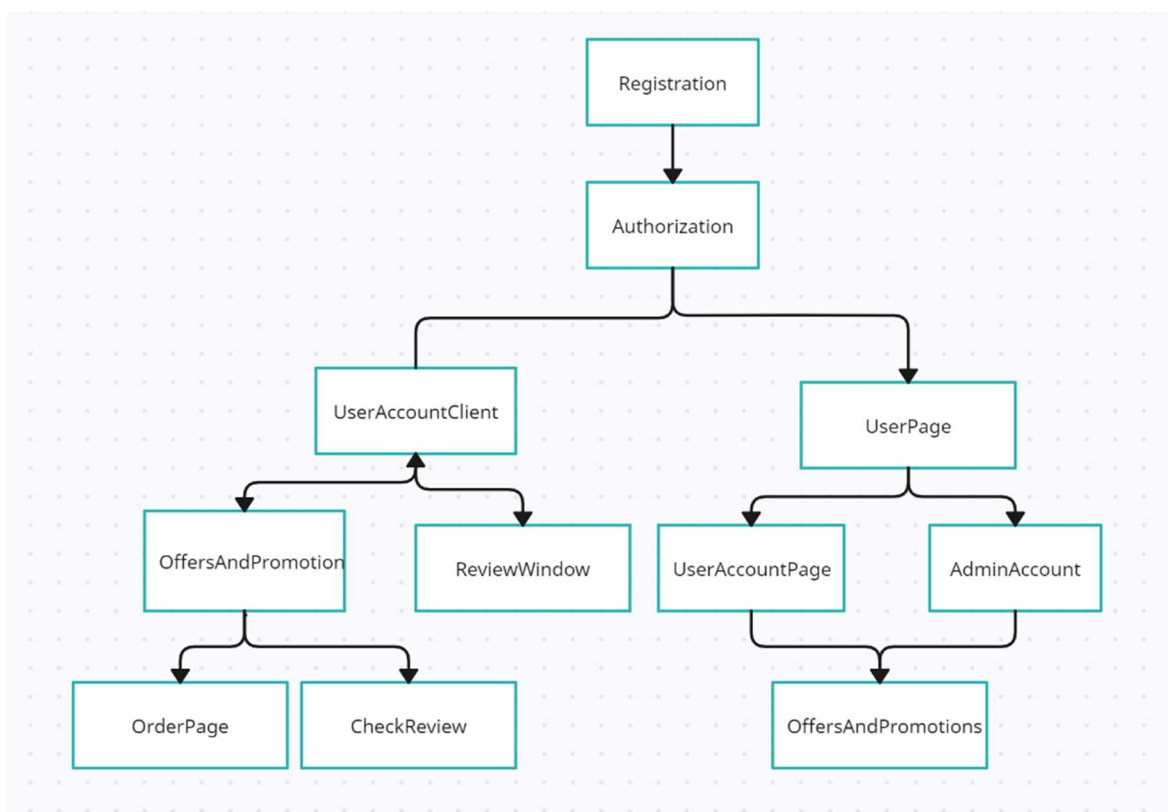 Registration
Authorization
UserAccountClient
UserPage
OffersAndPromotion
ReviewWindow
UserAccountPage
AdminAccount
OrderPage
CheckReview
OffersAndPromotions